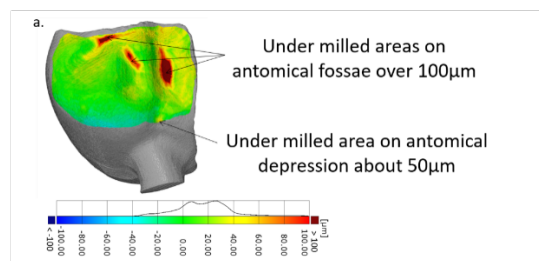 a.
Under milled areas on
antomical fossae over 100µm
Under milled area on antomical
depression about 50µm
[µm]
< -100
-100.00
-80.00
-60.00
-40.00
-20.00
0.00
20.00
40.00
60.00
80.00
100.00
> 100